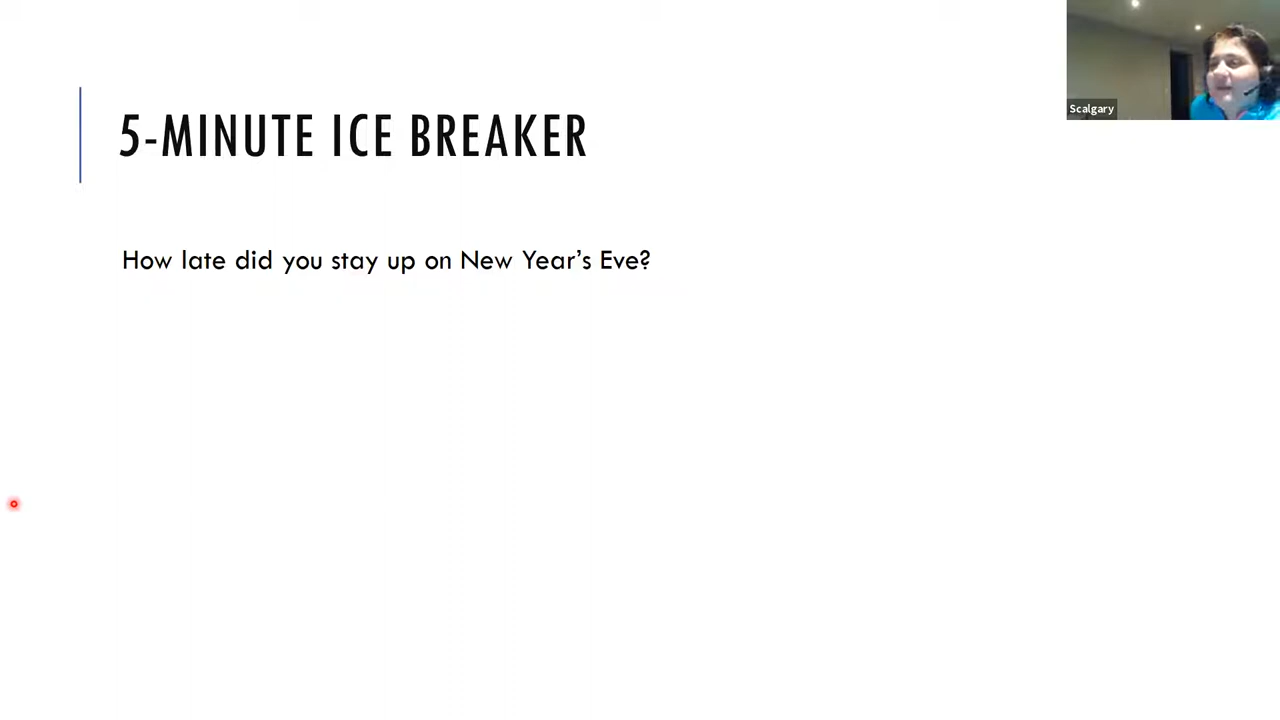 5-MINUTE ICE BREAKER
How late did you stay up on New Year’s Eve?
Scalgary